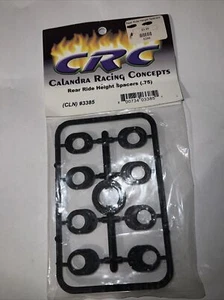 CRC
Calandra Racing Concepts
Rear Ride Height Spacers (.75)
(CLN) #3385